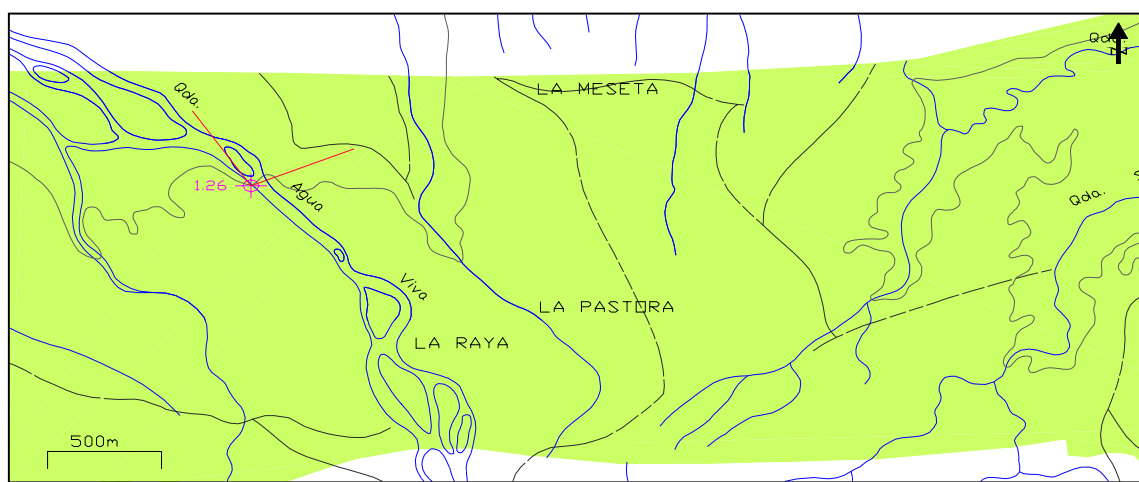 Qda.
N
LA MESETA
Qda.
1.26
Agua
Qda.
Viva
LA PASTORA
LA RAYA
500m